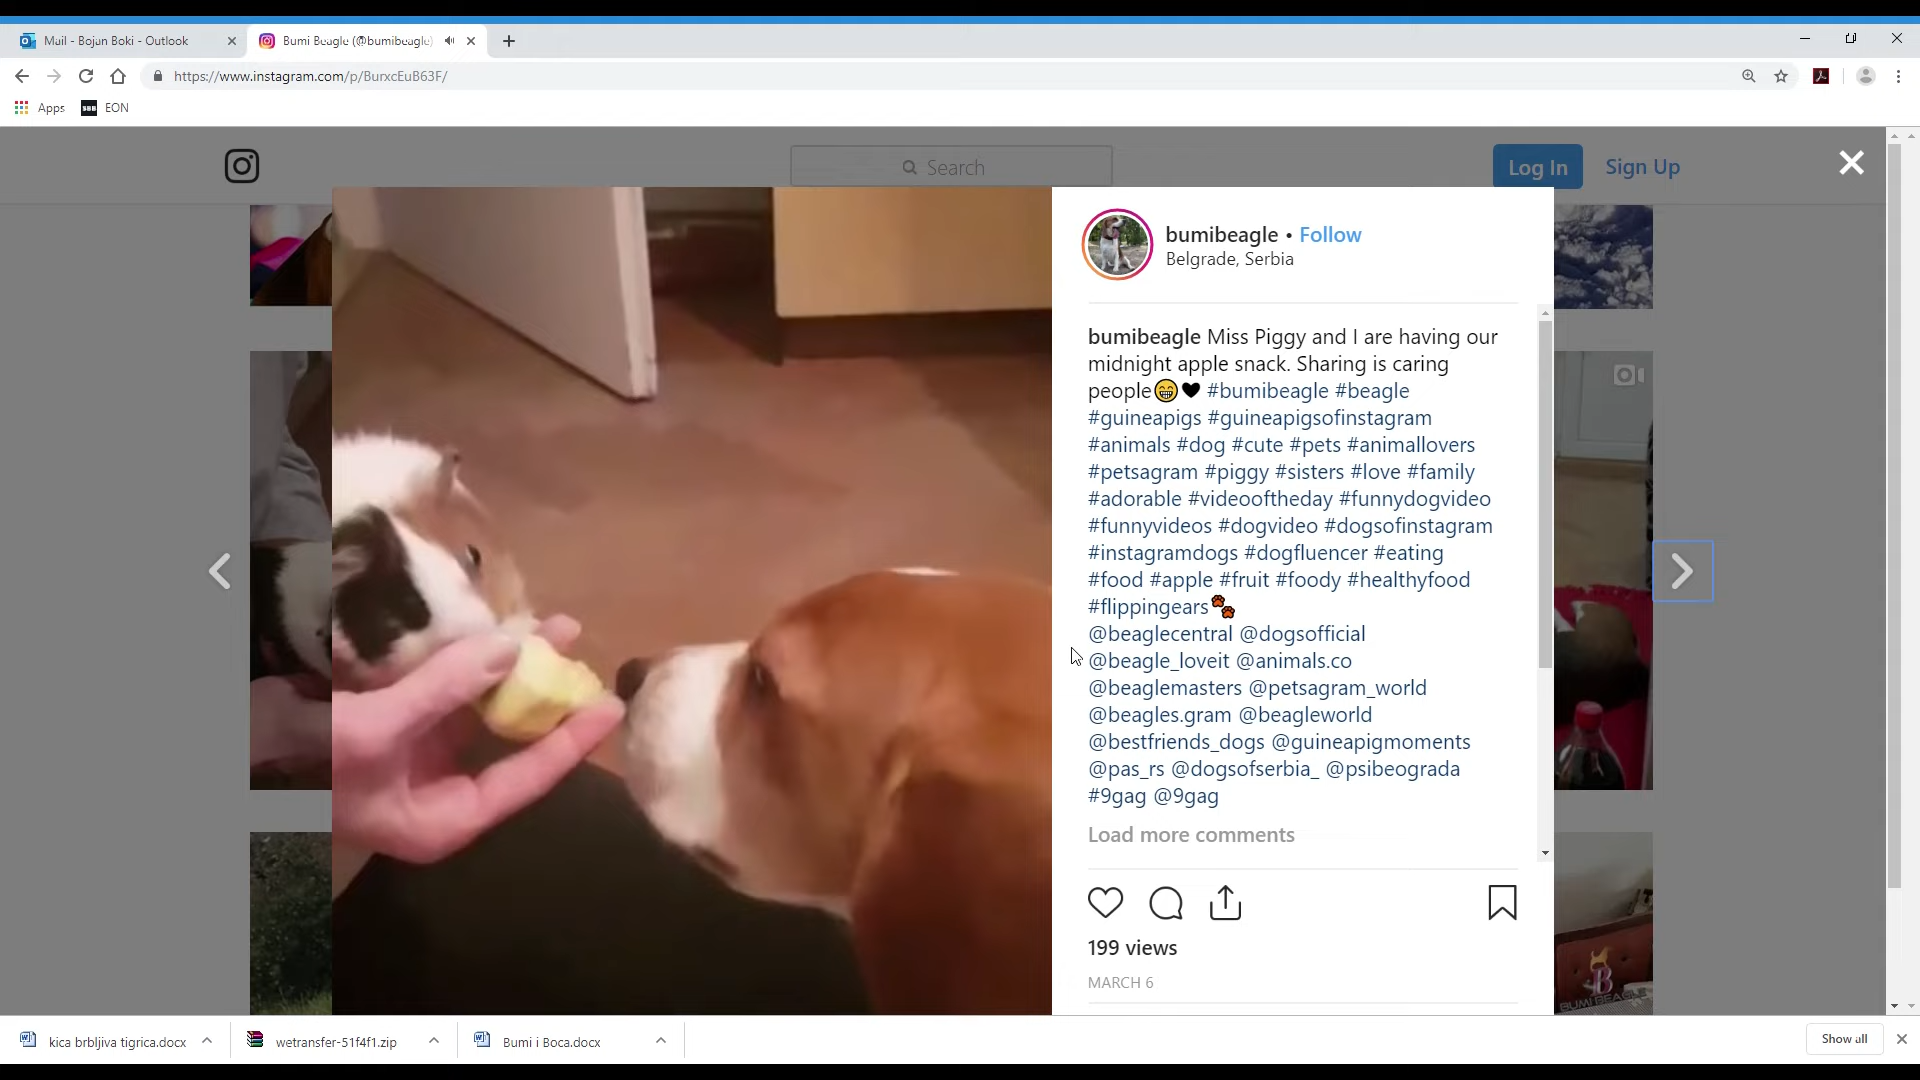 Mail - Bojan Boki - Outlook
Bumi Beagle (@bumibeagle)
https://www.instagram.com/p/BurxcEuB63F/
Apps
EON
Search
Log In
Sign Up
bumibeagle • Follow
Belgrade, Serbia
bumibeagle Miss Piggy and I are having our
midnight apple snack. Sharing is caring
people😁🖤 #bumibeagle #beagle
#guineapigs #guineapigsofinstagram
#animals #dog #cute #pets #animallovers
#petsagram #piggy #sisters #love #family
#adorable #videooftheday #funnydogvideo
#funnyvideos #dogvideo #dogsofinstagram
#instagramdogs #dogfluencer #eating
#food #apple #fruit #foody #healthyfood
#flippingears🐾
@beaglecentral @dogsofficial
@beagle_loveit @animals.co
@beaglemasters @petsagram_world
@beagles.gram @beagleworld
@bestfriends_dogs @guineapigmoments
@pas_rs @dogsofserbia_ @psibeograda
#9gag @9gag
Load more comments
199 views
MARCH 6
B
BUMI BEAGLE
kica brbljiva tigrica.docx
wetransfer-51f4f1.zip
Bumi i Boca.docx
Show all